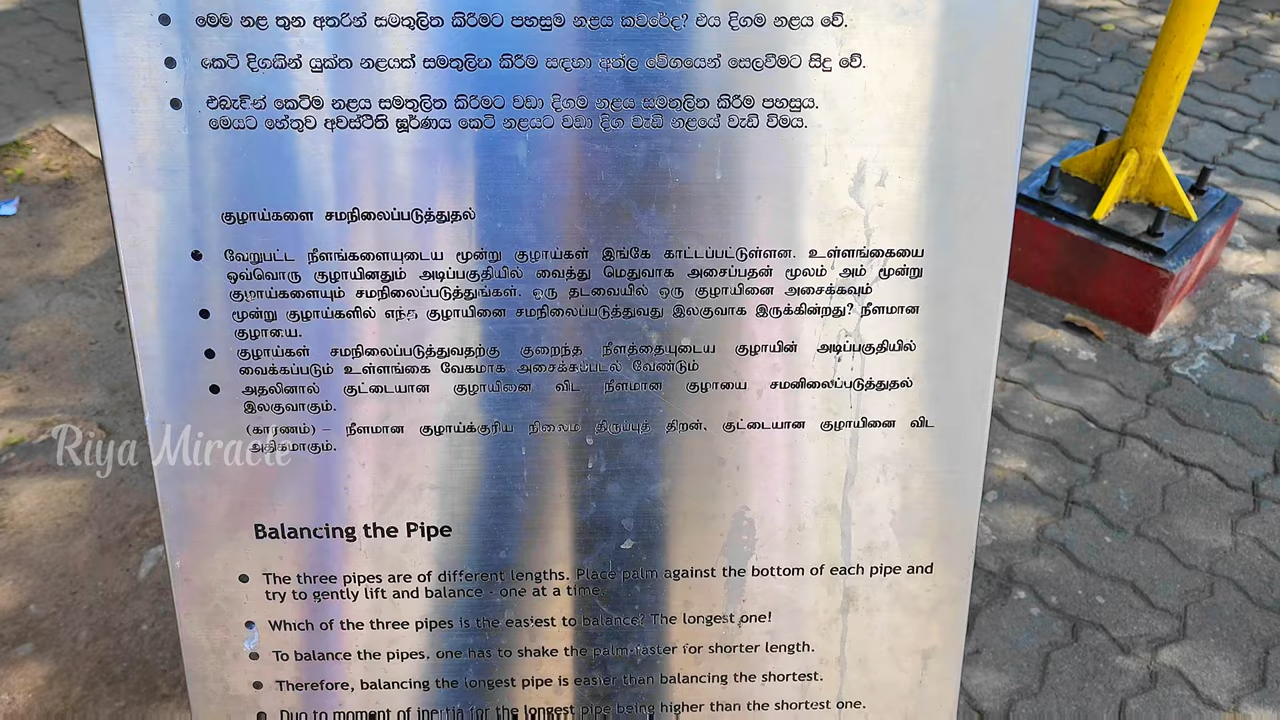 මෙම නළ තුන අතරින් සමතුලිත කිරීමට පහසුම නළය කවරේද? එය දිගම නළය වේ.
කෙටි දිගකින් යුක්ත නළයත් සමතුලිත කිරීම සඳහා අත්ල වේගයෙන් සෙලවීමට සිදු වේ.
එබැවින් කෙටිම නළය සමතුලිත කිරීමට වඩා දිගම නළය සමතුලිත කිරීම පහසුය.
මෙයට හේතුව අවස්ථිති ඝූර්ණය කෙටි නළයට වඩා දිග වැඩි නළයේ වැඩි වීමය.
குழாய்களை சமநிலைப்படுத்துதல்
வேறுபட்ட நீளங்களையுடைய மூன்று குழாய்கள் இங்கே காட்டப்பட்டுள்ளன. உள்ளங்கையை
ஒவ்வொரு குழாயினதும் அடிப்பகுதியில் வைத்து மெதுவாக அசைப்பதன் மூலம் அம் மூன்று
குழாய்களையும் சமநிலைப்படுத்துங்கள். ஒரு தடவையில் ஒரு குழாயினை அசைக்கவும்
மூன்று குழாய்களில் எந்த குழாயினை சமநிலைப்படுத்துவது இலகுவாக இருக்கின்றது? நீளமான
குழாயை.
குழாய்கள் சமநிலைப்படுத்துவதற்கு குறைந்த நீளத்தையுடைய குழாயின் அடிப்பகுதியில்
வைக்கப்படும் உள்ளங்கை வேகமாக அசைக்கப்படல் வேண்டும்
அதலினால் குட்டையான குழாயினை விட நீளமான குழாயை சமனிலைப்படுத்துதல்
இலகுவாகும்.
(காரணம்) – நீளமான குழாய்க்குரிய நிலைம திருப்புத் திறன், குட்டையான குழாயினை விட
அதிகமாகும்.
Riya Miracle
Balancing the Pipe
The three pipes are of different lengths. Place palm against the bottom of each pipe and
try to gently lift and balance - one at a time.
Which of the three pipes is the easiest to balance? The longest one!
To balance the pipes, one has to shake the palm faster for shorter length.
Therefore, balancing the longest pipe is easier than balancing the shortest.
Duo to moment of inertia for the longest pipe being higher than the shortest one.